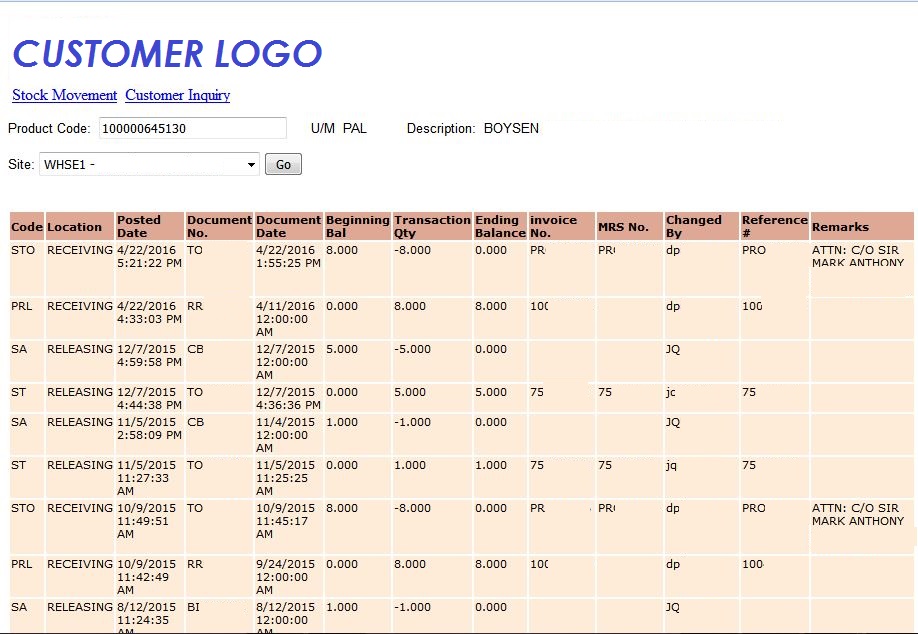 CUSTOMER LOGO
Stock Movement Customer Inquiry
Product Code: 100000645130 U/M PAL Description: BOYSEN
Site: WHSE1 - Go
Code Location Posted Date Document No. Document Date Beginning Bal Transaction Qty Ending Balance invoice No. MRS No. Changed By Reference # Remarks
STO RECEIVING 4/22/2016 5:21:22 PM TO 4/22/2016 1:55:25 PM 8.000 -8.000 0.000 PR PR dp PRO ATTN: C/O SIR MARK ANTHONY
PRL RECEIVING 4/22/2016 4:33:03 PM RR 4/11/2016 12:00:00 AM 0.000 8.000 8.000 100 dp 100
SA RELEASING 12/7/2015 4:59:58 PM CB 12/7/2015 12:00:00 AM 5.000 -5.000 0.000 JQ
ST RELEASING 12/7/2015 4:44:38 PM TO 12/7/2015 4:36:36 PM 0.000 5.000 5.000 75 75 jc 75
SA RELEASING 11/5/2015 2:58:09 PM CB 11/4/2015 12:00:00 AM 1.000 -1.000 0.000 JQ
ST RELEASING 11/5/2015 11:27:33 AM TO 11/5/2015 11:25:25 AM 0.000 1.000 1.000 75 75 jq 75
STO RECEIVING 10/9/2015 11:49:51 AM TO 10/9/2015 11:45:17 AM 8.000 -8.000 0.000 PR PR dp PRO ATTN: C/O SIR MARK ANTHONY
PRL RECEIVING 10/9/2015 11:42:49 AM RR 9/24/2015 12:00:00 AM 0.000 8.000 8.000 100 dp 100
SA RELEASING 8/12/2015 11:24:35 AM BI 8/12/2015 12:00:00 AM 1.000 -1.000 0.000 JQ